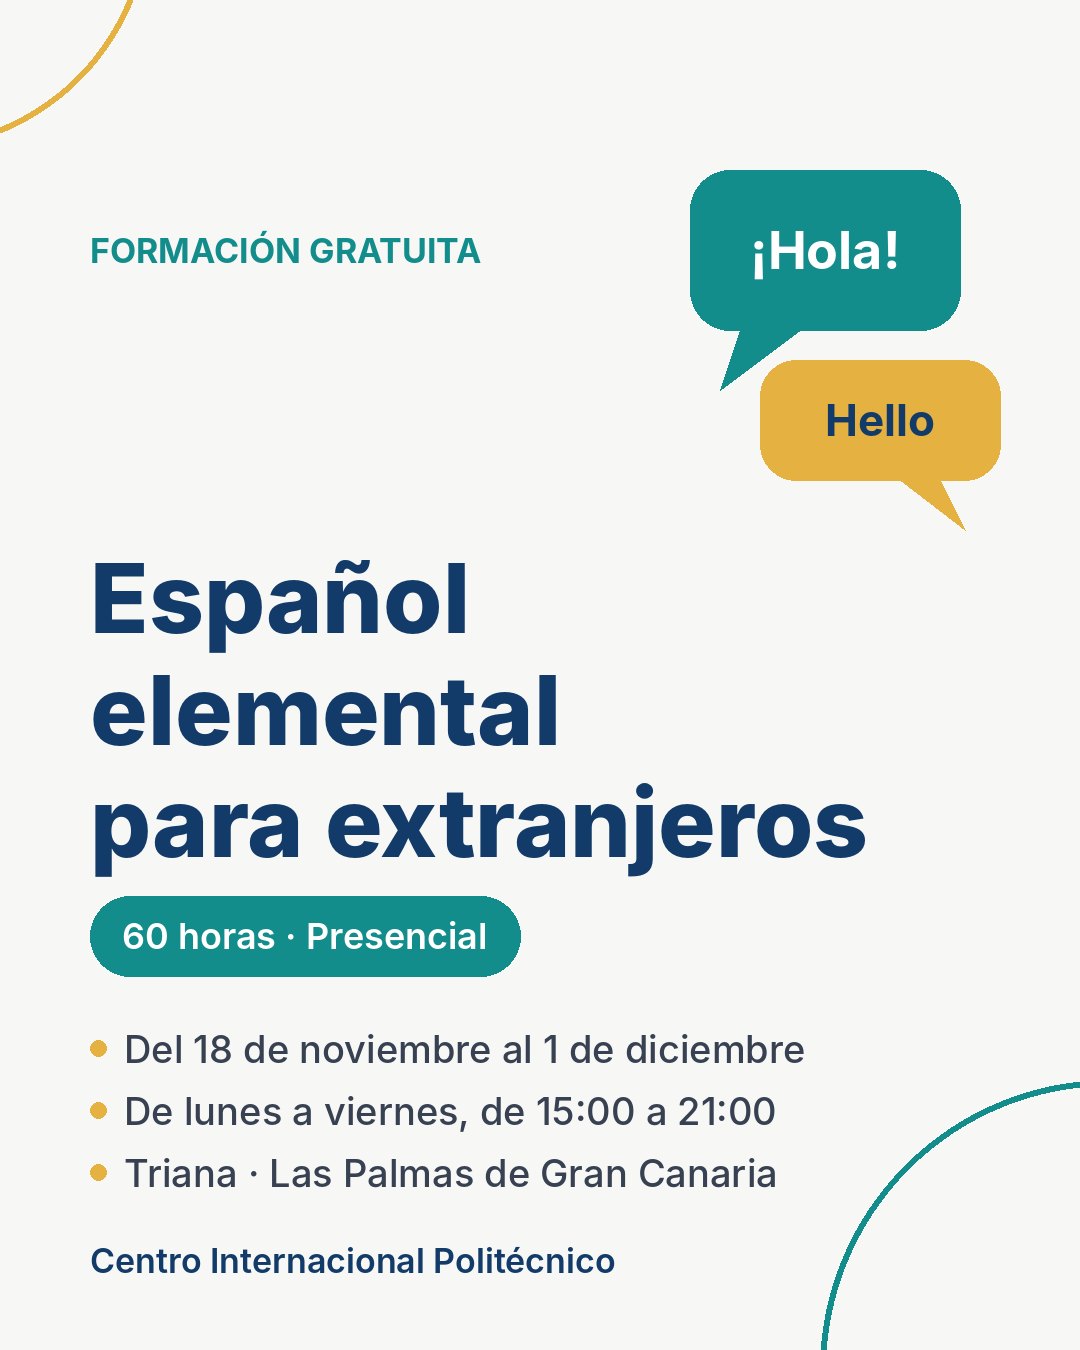 FORMACIÓN GRATUITA
¡Hola!
Hello
Español
elemental
para extranjeros
60 horas · Presencial
Del 18 de noviembre al 1 de diciembre
De lunes a viernes, de 15:00 a 21:00
Triana · Las Palmas de Gran Canaria
Centro Internacional Politécnico